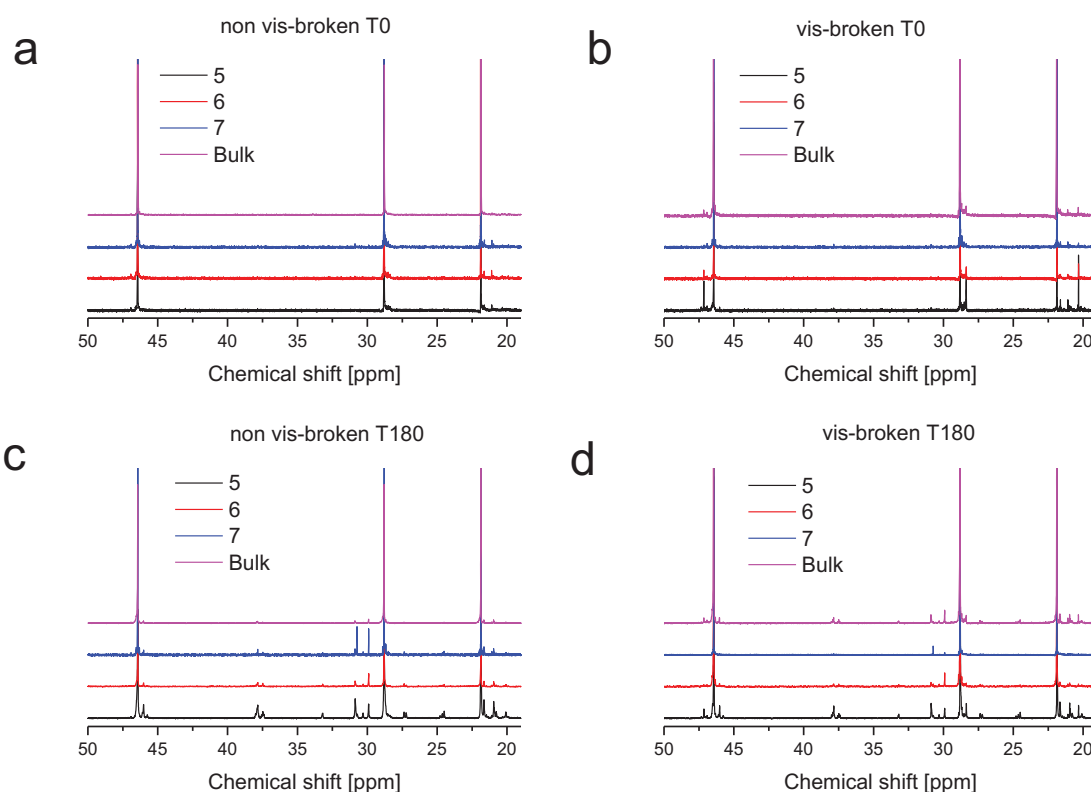 a
non vis-broken T0
5
6
7
Bulk
50 45 40 35 30 25 20
Chemical shift [ppm]
b
vis-broken T0
5
6
7
Bulk
50 45 40 35 30 25 20
Chemical shift [ppm]
c
non vis-broken T180
5
6
7
Bulk
50 45 40 35 30 25 20
Chemical shift [ppm]
d
vis-broken T180
5
6
7
Bulk
50 45 40 35 30 25 20
Chemical shift [ppm]